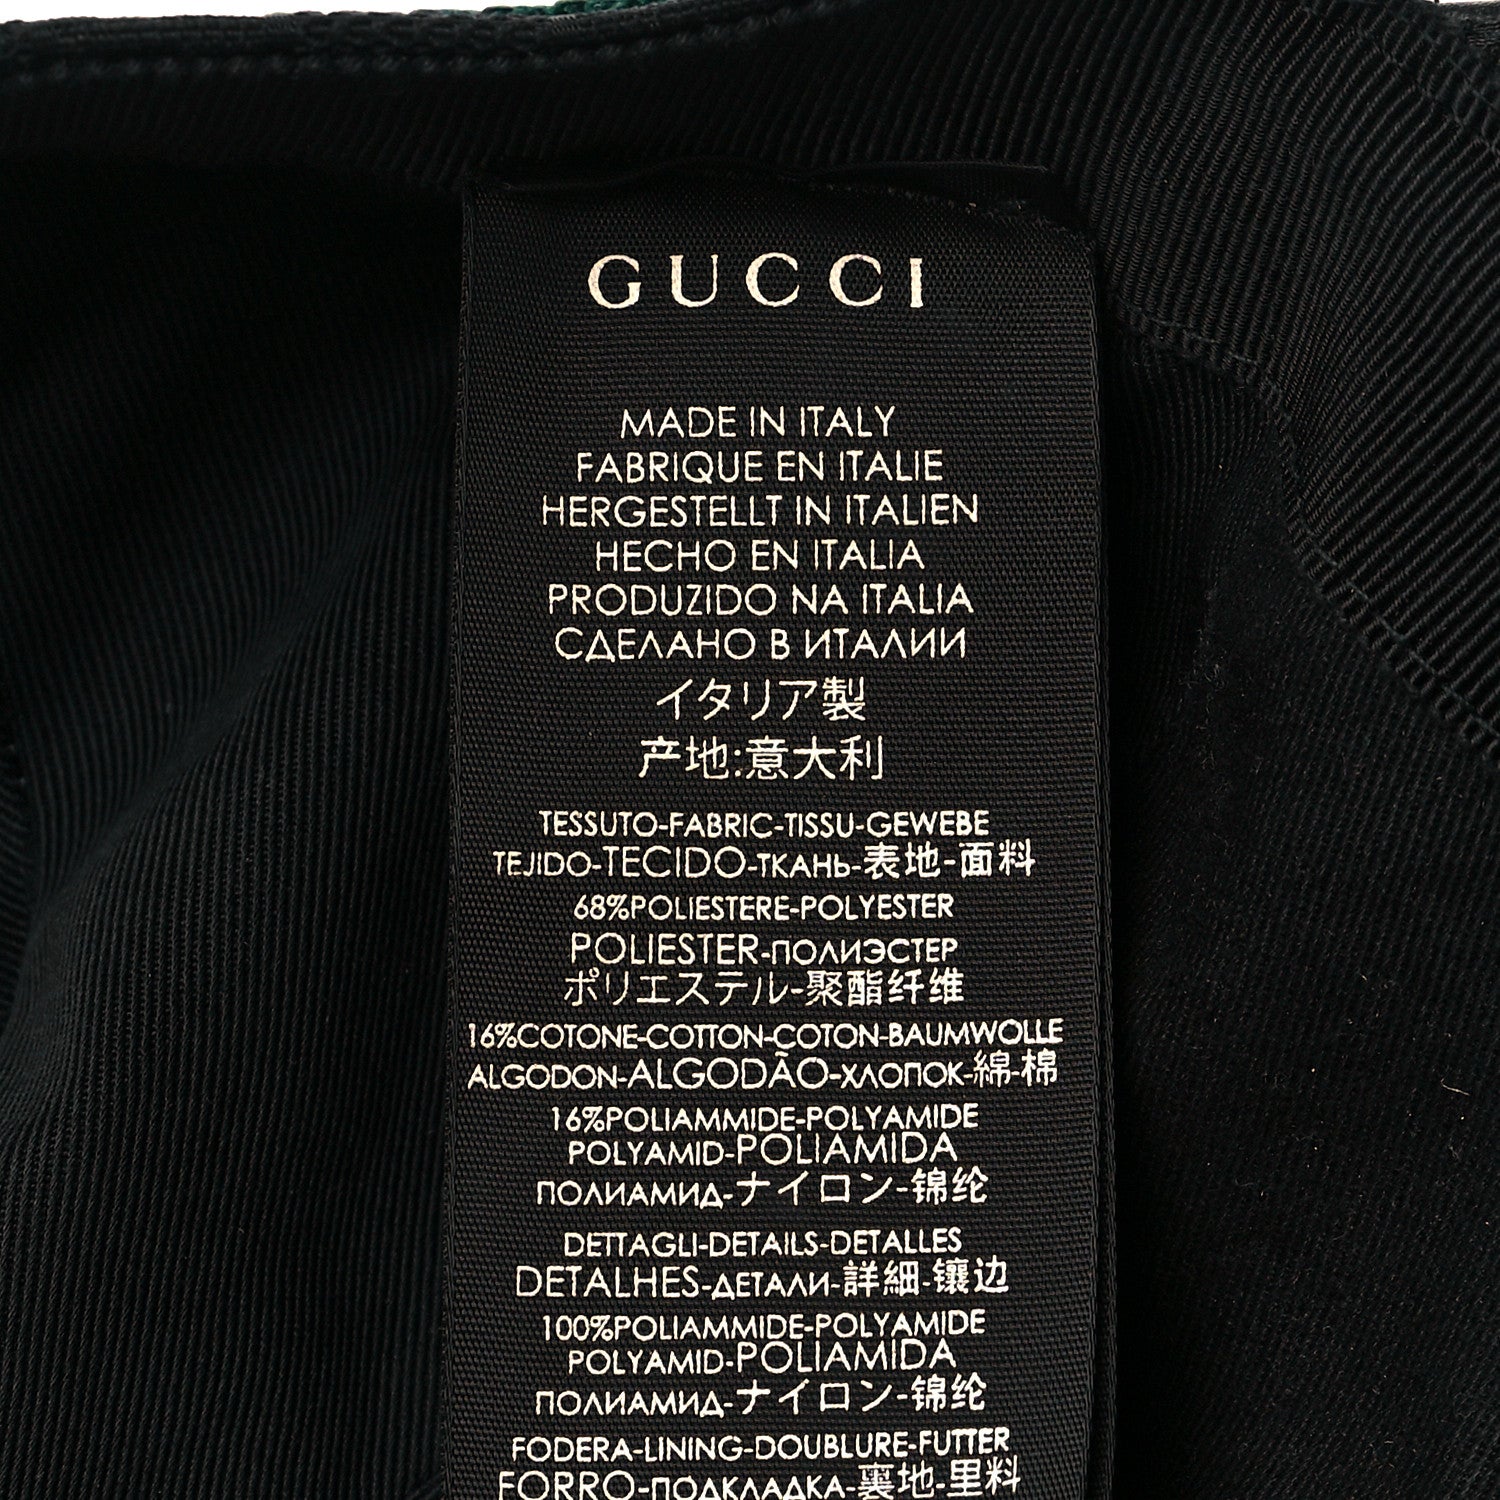 GUCCI
MADE IN ITALY
FABRIQUE EN ITALIE
HERGESTELLT IN ITALIEN
HECHO EN ITALIA
PRODUZIDO NA ITALIA
СДЕЛАНО В ИТАЛИИ
イタリア製
产地:意大利
TESSUTO-FABRIC-TISSU-GEWEBE
TEJIDO-TECIDO-ТКАНЬ-表地-面料
68%POLIESTERE-POLYESTER
POLIESTER-ПОЛИЭСТЕР
ポリエステル-聚酯纤维
16%COTONE-COTTON-COTON-BAUMWOLLE
ALGODON-ALGODÃO-ХЛОПОК-綿-棉
16%POLIAMMIDE-POLYAMIDE
POLYAMID-POLIAMIDA
ПОЛИАМИД-ナイロン-锦纶
DETTAGLI-DETAILS-DETALLES
DETALHES-ДЕТАЛИ-詳細-镶边
100%POLIAMMIDE-POLYAMIDE
POLYAMID-POLIAMIDA
ПОЛИАМИД-ナイロン-锦纶
FODERA-LINING-DOUBLURE-FUTTER
FORRO-ПОДКЛАДКА-裏地-里料